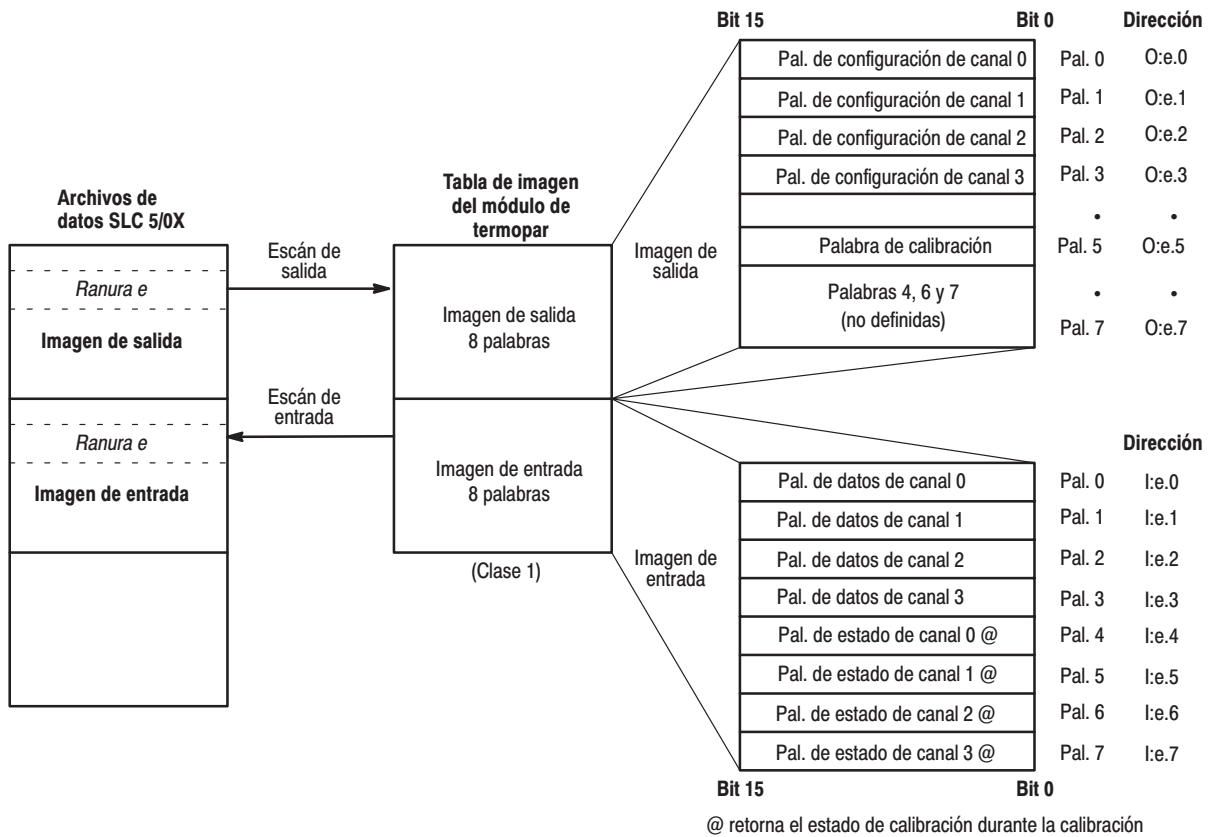 Bit 15 Bit 0 Dirección
Pal. de configuración de canal 0 Pal. 0 O:e.0
Pal. de configuración de canal 1 Pal. 1 O:e.1
Pal. de configuración de canal 2 Pal. 2 O:e.2
Pal. de configuración de canal 3 Pal. 3 O:e.3
• •
Palabra de calibración Pal. 5 O:e.5
Palabras 4, 6 y 7
(no definidas)
• •
Pal. 7 O:e.7
Archivos de
datos SLC 5/0X
Ranura e
Imagen de salida
Ranura e
Imagen de entrada
Escán de
salida
Escán de
entrada
Tabla de imagen
del módulo de
termopar
Imagen de salida
8 palabras
Imagen de entrada
8 palabras
(Clase 1)
Imagen de
salida
Imagen de
entrada
Dirección
Pal. de datos de canal 0 Pal. 0 I:e.0
Pal. de datos de canal 1 Pal. 1 I:e.1
Pal. de datos de canal 2 Pal. 2 I:e.2
Pal. de datos de canal 3 Pal. 3 I:e.3
Pal. de estado de canal 0 @ Pal. 4 I:e.4
Pal. de estado de canal 1 @ Pal. 5 I:e.5
Pal. de estado de canal 2 @ Pal. 6 I:e.6
Pal. de estado de canal 3 @ Pal. 7 I:e.7
Bit 15 Bit 0
@ retorna el estado de calibración durante la calibración